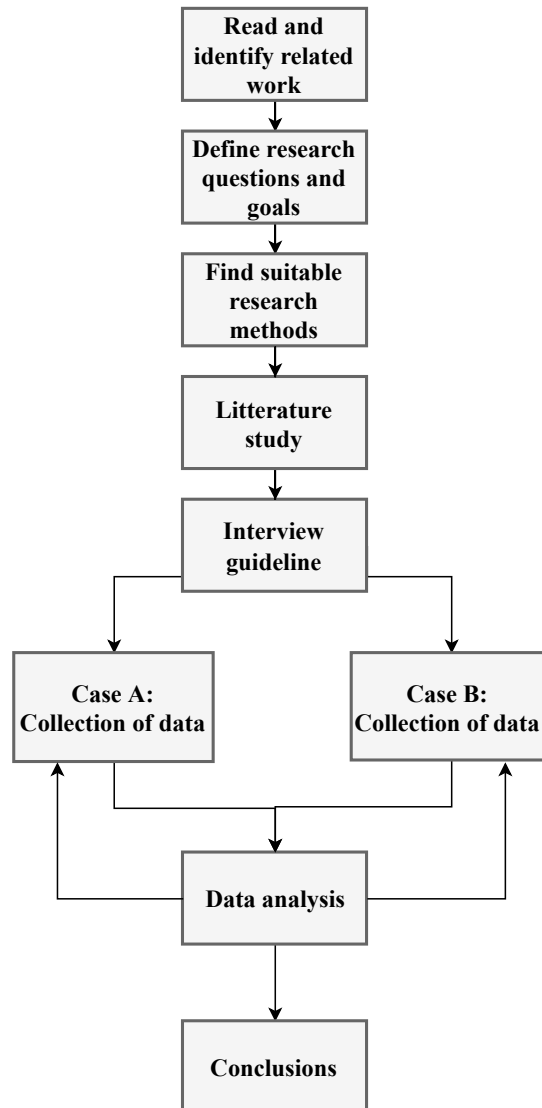 Read and
identify related
work
Define research
questions and
goals
Find suitable
research
methods
Litterature
study
Interview
guideline
Case A:
Collection of data
Case B:
Collection of data
Data analysis
Conclusions